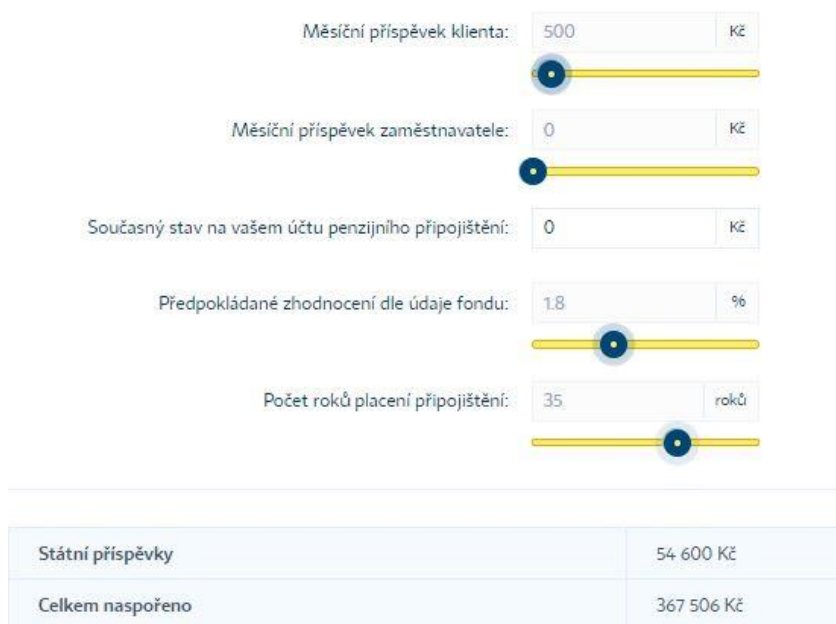 Měsíční příspěvek klienta: 500 Kč
Měsíční příspěvek zaměstnavatele: 0 Kč
Současný stav na vašem účtu penzijního připojištění: 0 Kč
Předpokládané zhodnocení dle údaje fondu: 1.8 %
Počet roků placení připojištění: 35 roků
Státní příspěvky 54 600 Kč
Celkem naspořeno 367 506 Kč